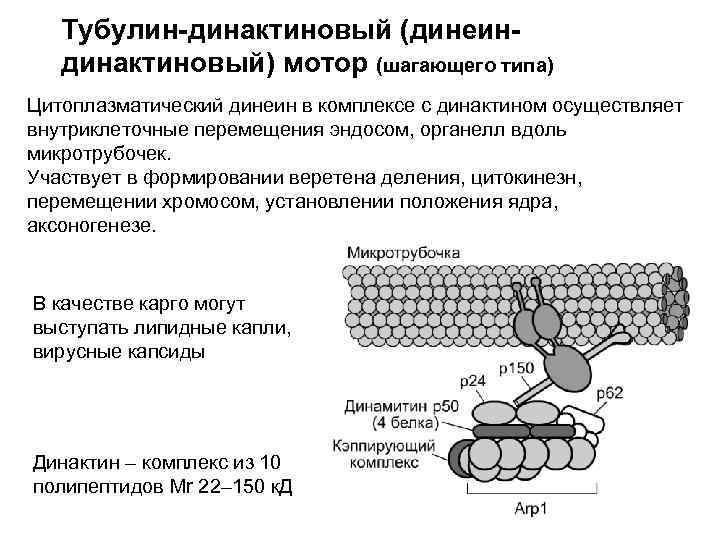 Тубулин-динактиновый (динеин-
динактиновый) мотор (шагающего типа)
Цитоплазматический динеин в комплексе с динактином осуществляет
внутриклеточные перемещения эндосом, органелл вдоль
микротрубочек.
Участвует в формировании веретена деления, цитокинезн,
перемещении хромосом, установлении положения ядра,
аксоногенезе.
Микротрубочка
В качестве карго могут
выступать липидные капли,
вирусные капсиды
p150
p24
p62
Динамитин p50
(4 белка)
Кэппирующий
комплекс
Динактин – комплекс из 10
полипептидов Mr 22–150 кД
Arp1